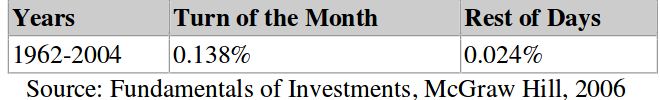 Years Turn of the Month Rest of Days
1962-2004 0.138% 0.024%
Source: Fundamentals of Investments, McGraw Hill, 2006